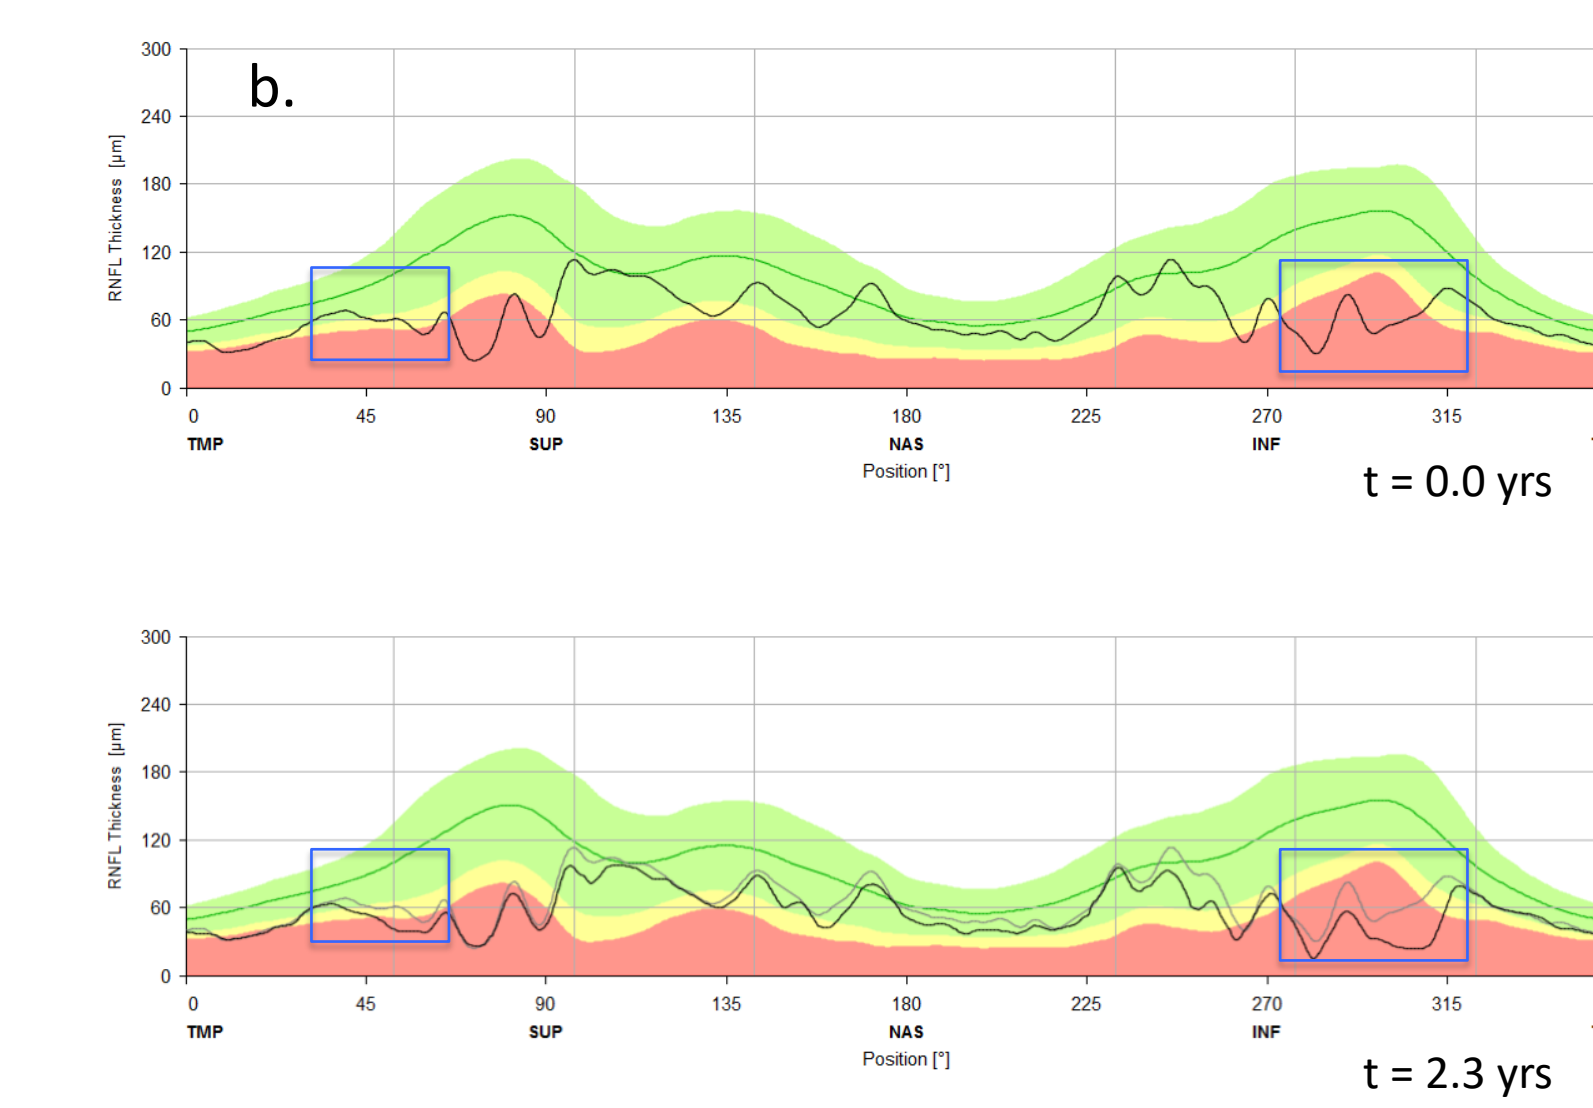 b.
300
240
180
120
60
0
RNFL Thickness [µm]
0 45 90 135 180 225 270 315
TMP SUP NAS INF
Position [°]
t = 0.0 yrs
300
240
180
120
60
0
RNFL Thickness [µm]
0 45 90 135 180 225 270 315
TMP SUP NAS INF
Position [°]
t = 2.3 yrs